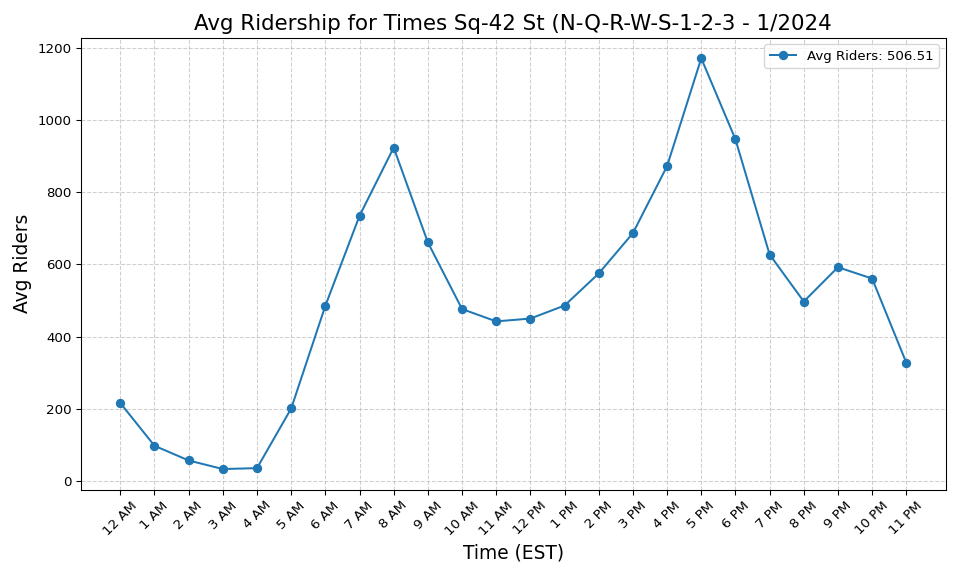 Avg Ridership for Times Sq-42 St (N-Q-R-W-S-1-2-3 - 1/2024
Avg Riders: 506.51
Avg Riders
1200
1000
800
600
400
200
0
12 AM
1 AM
2 AM
3 AM
4 AM
5 AM
6 AM
7 AM
8 AM
9 AM
10 AM
11 AM
12 PM
1 PM
2 PM
3 PM
4 PM
5 PM
6 PM
7 PM
8 PM
9 PM
10 PM
11 PM
Time (EST)